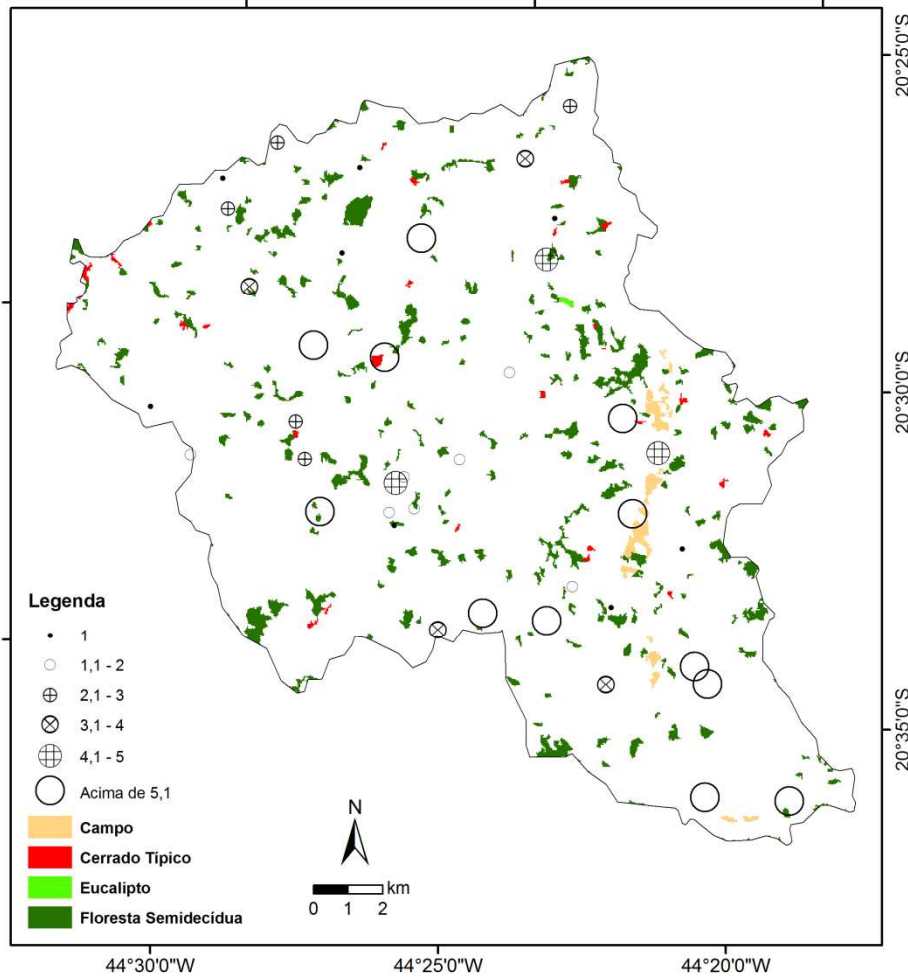 20°25'0"S
20°30'0"S
20°35'0"S
Legenda
1
1,1 - 2
2,1 - 3
3,1 - 4
4,1 - 5
Acima de 5,1
Campo
Cerrado Típico
Eucalipto
Floresta Semidecídua
N
km
0 1 2
44°30'0"W 44°25'0"W 44°20'0"W